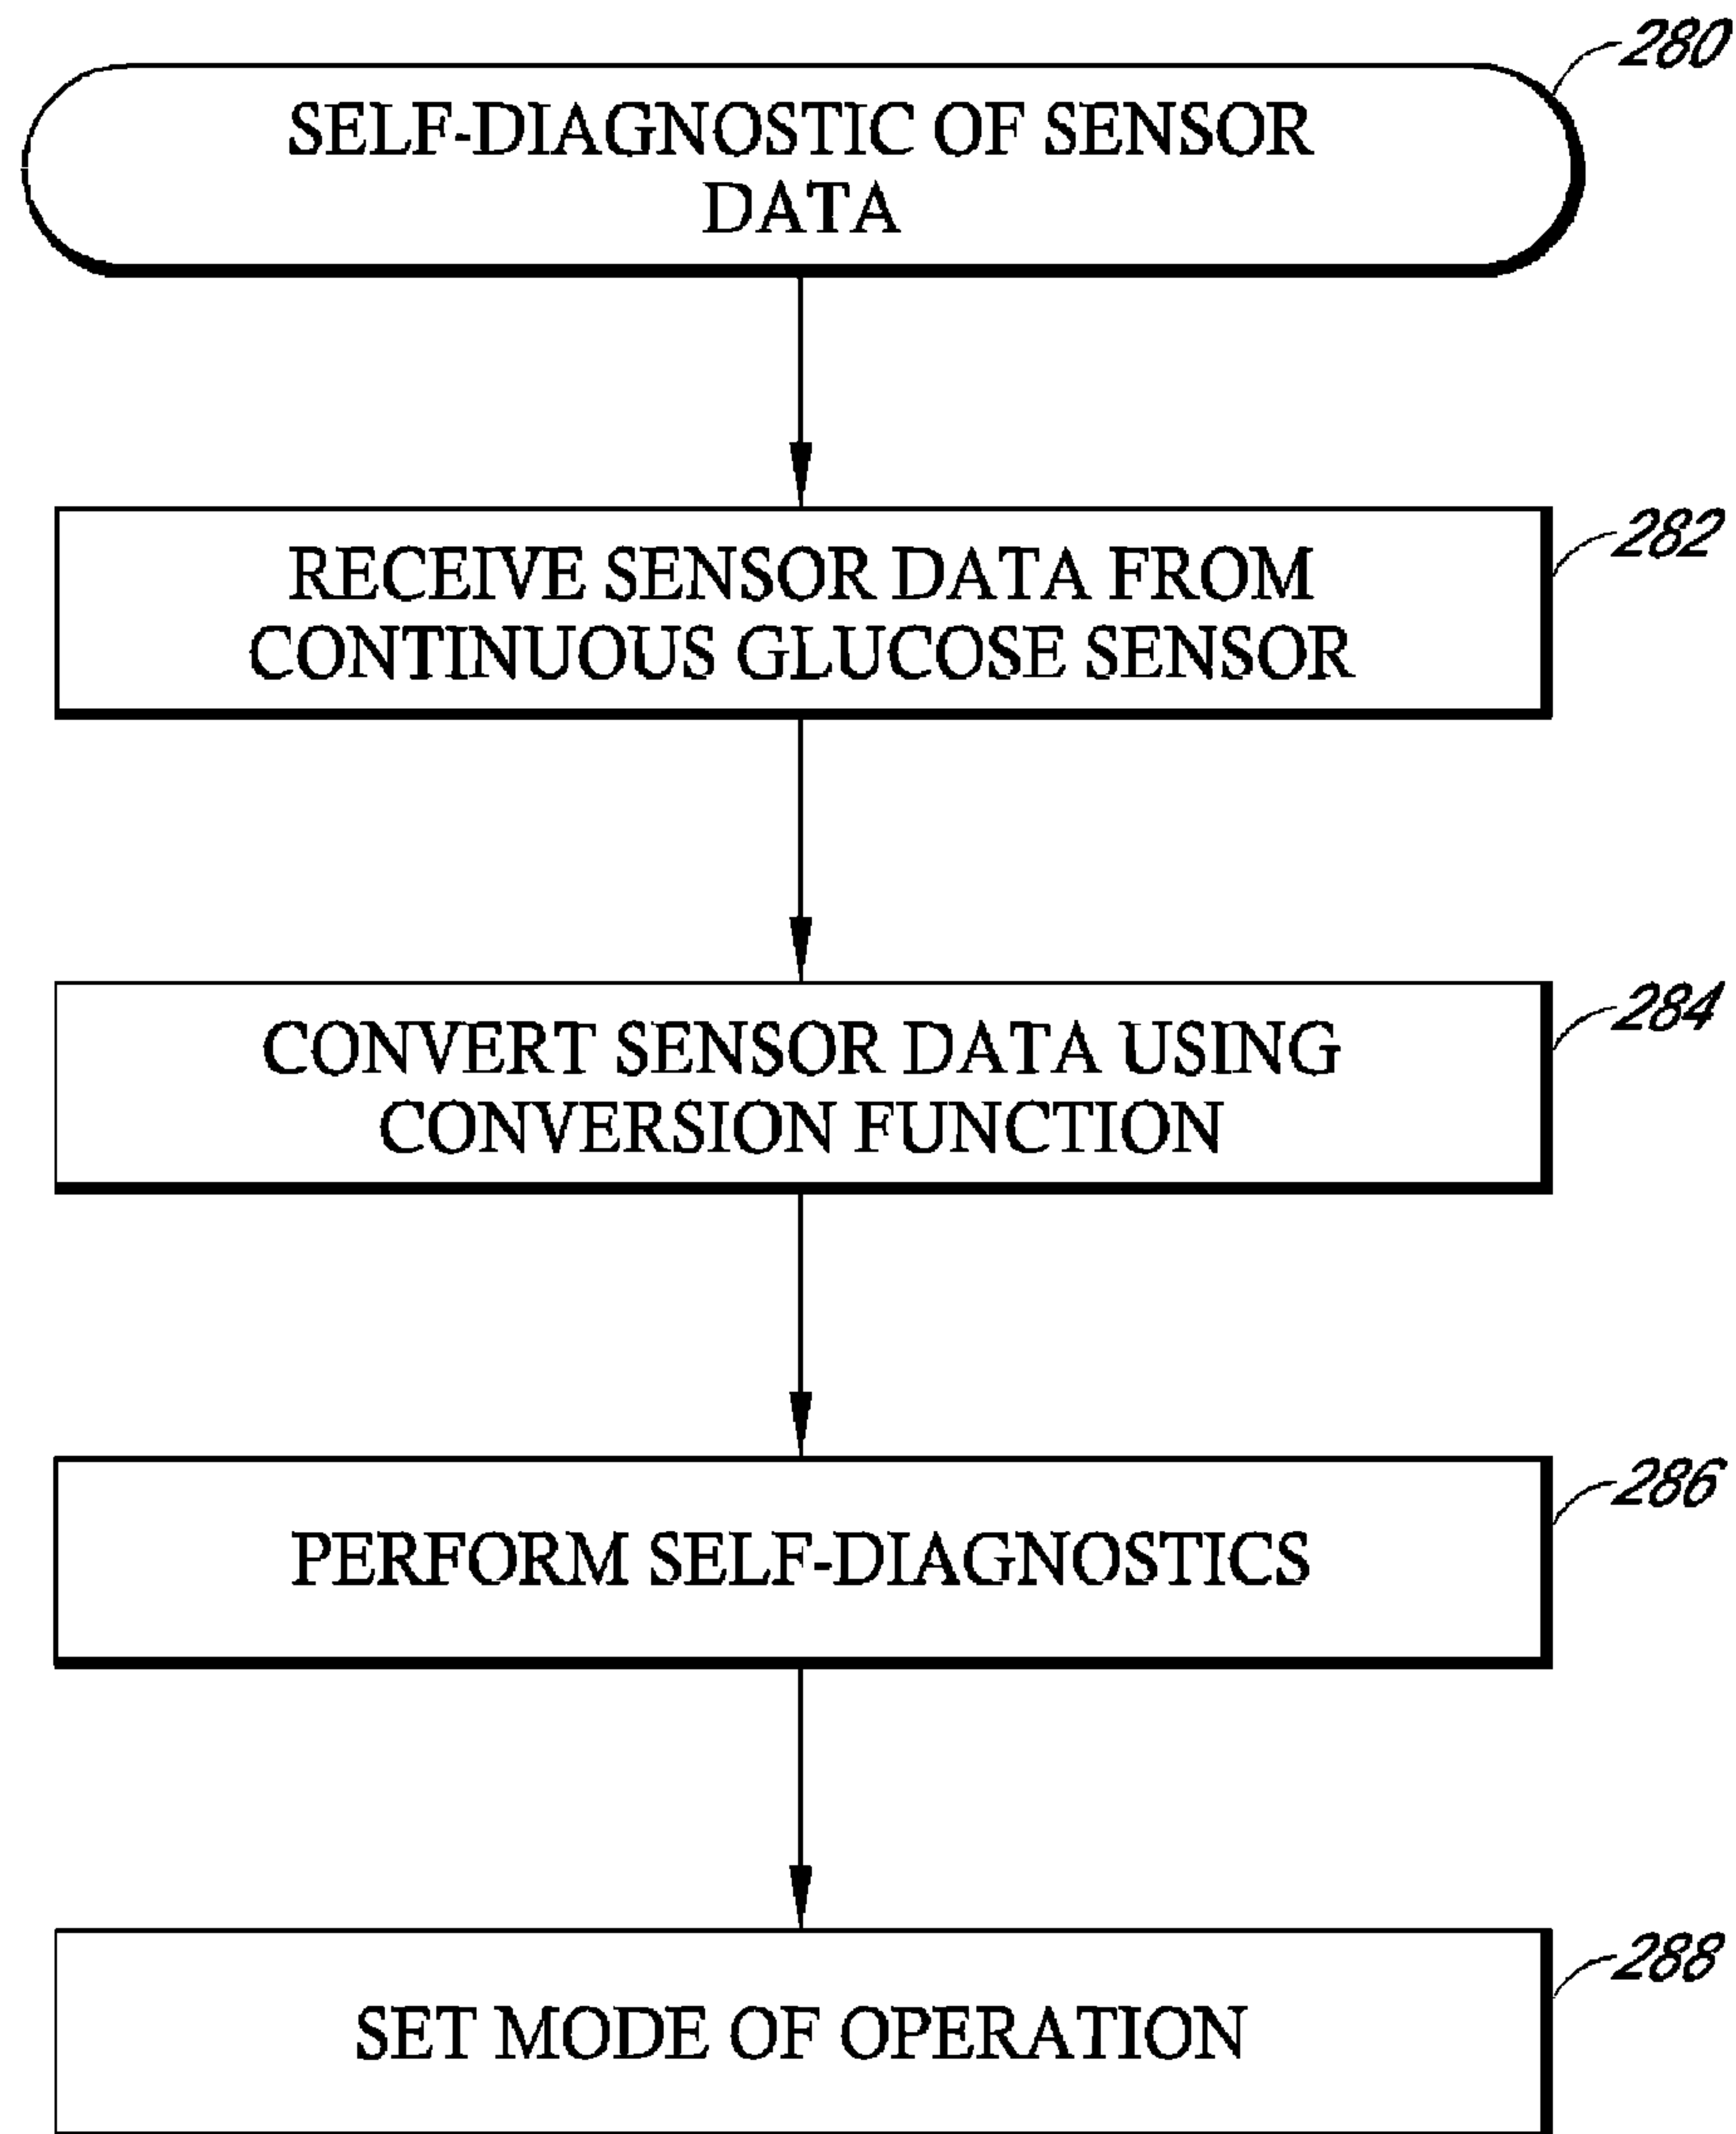 280
SELF-DIAGNOSTIC OF SENSOR
DATA
282
RECEIVE SENSOR DATA FROM
CONTINUOUS GLUCOSE SENSOR
284
CONVERT SENSOR DATA USING
CONVERSION FUNCTION
286
PERFORM SELF-DIAGNOSTICS
288
SET MODE OF OPERATION